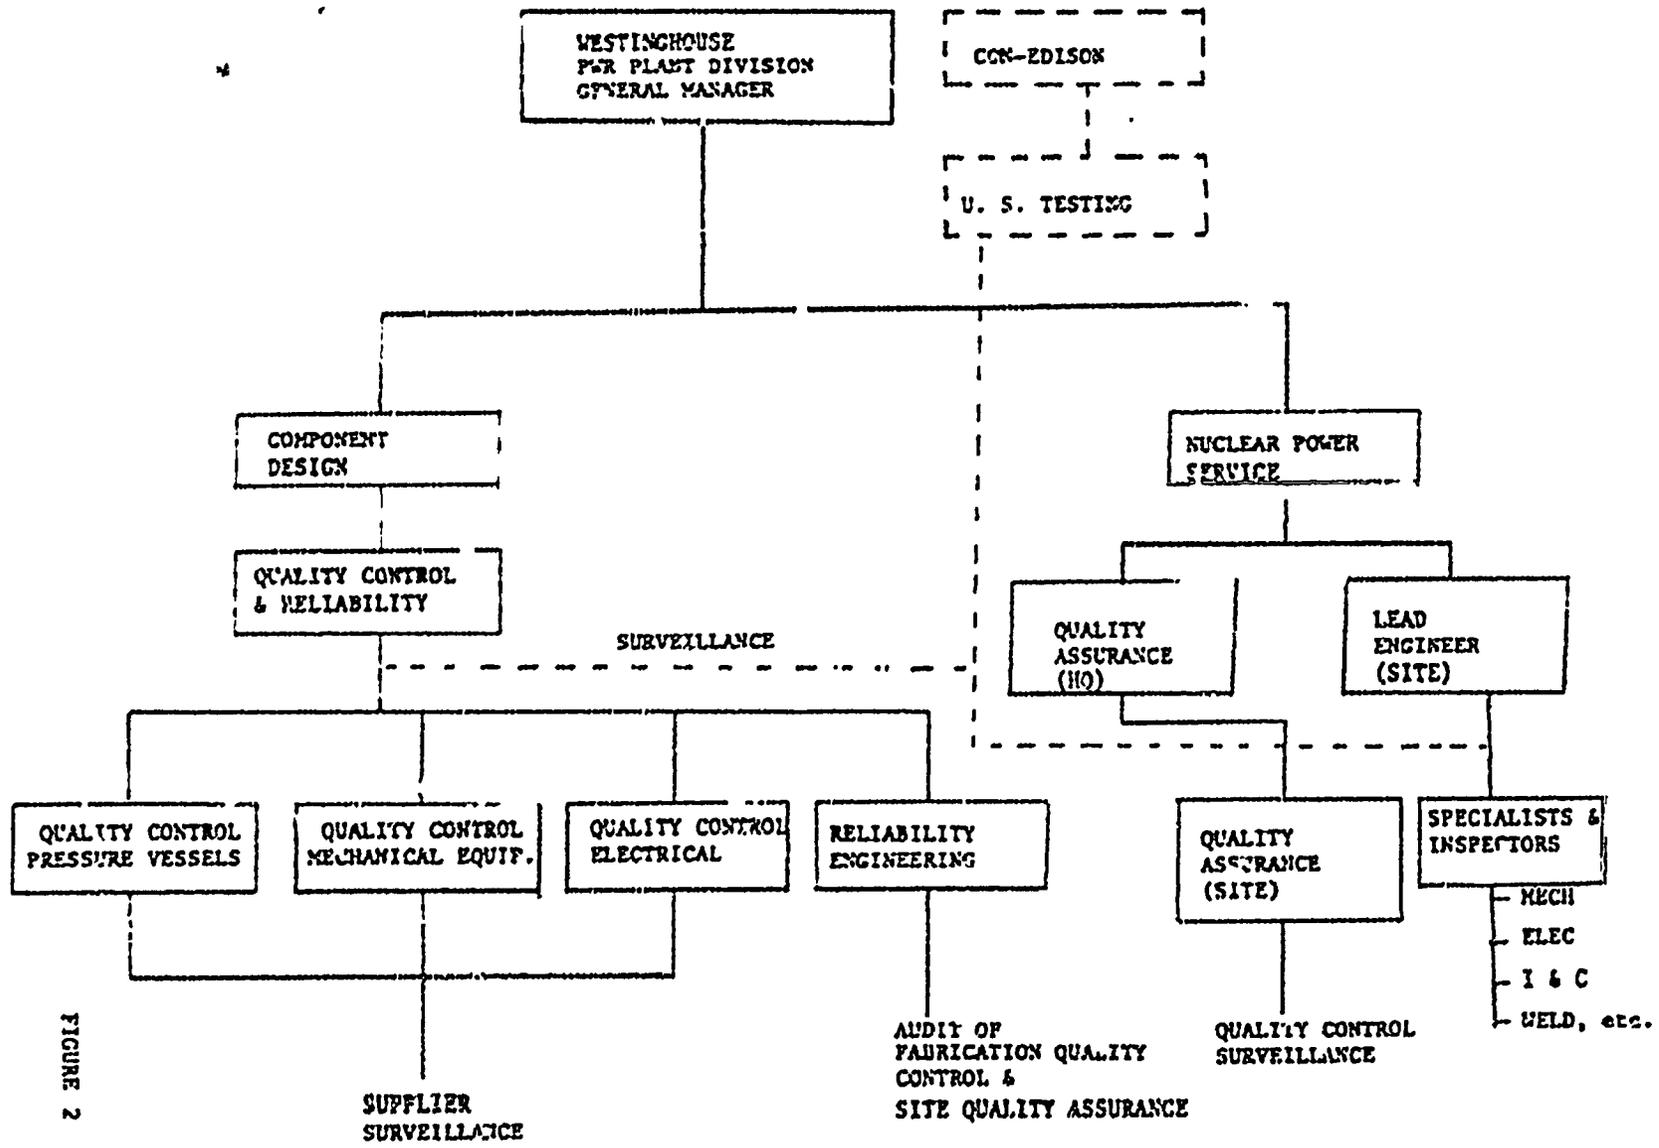 WESTINGHOUSE
PWR PLANT DIVISION
GENERAL MANAGER
CON-EDISON
U. S. TESTING
COMPONENT
DESIGN
NUCLEAR POWER
SERVICE
QUALITY CONTROL
& RELIABILITY
SURVEILLANCE
QUALITY
ASSURANCE
(HQ)
LEAD
ENGINEER
(SITE)
QUALITY CONTROL
PRESSURE VESSELS
QUALITY CONTROL
MECHANICAL EQUIP.
QUALITY CONTROL
ELECTRICAL
RELIABILITY
ENGINEERING
QUALITY
ASSURANCE
(SITE)
SPECIALISTS &
INSPECTORS
MECH
ELEC
I & C
WELD, etc.
SUPPLIER
SURVEILLANCE
AUDIT OF
FABRICATION QUALITY
CONTROL &
SITE QUALITY ASSURANCE
QUALITY CONTROL
SURVEILLANCE
FIGURE 2